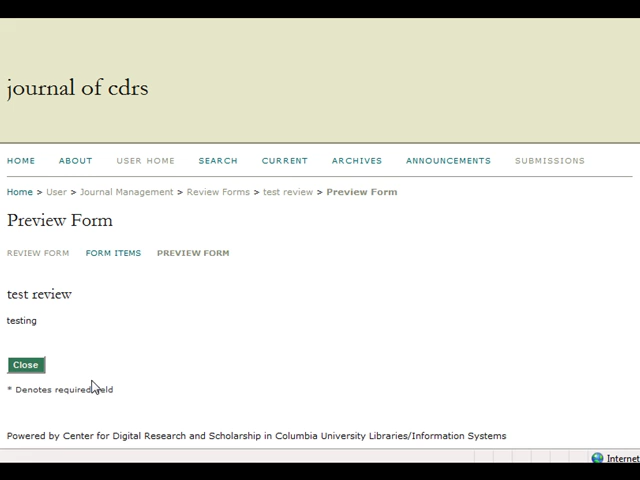 journal of cdrs
HOME ABOUT USER HOME SEARCH CURRENT ARCHIVES ANNOUNCEMENTS SUBMISSIONS
Home > User > Journal Management > Review Forms > test review > Preview Form
Preview Form
REVIEW FORM FORM ITEMS PREVIEW FORM
test review
testing
Close
* Denotes required field
Powered by Center for Digital Research and Scholarship in Columbia University Libraries/Information Systems
Internet